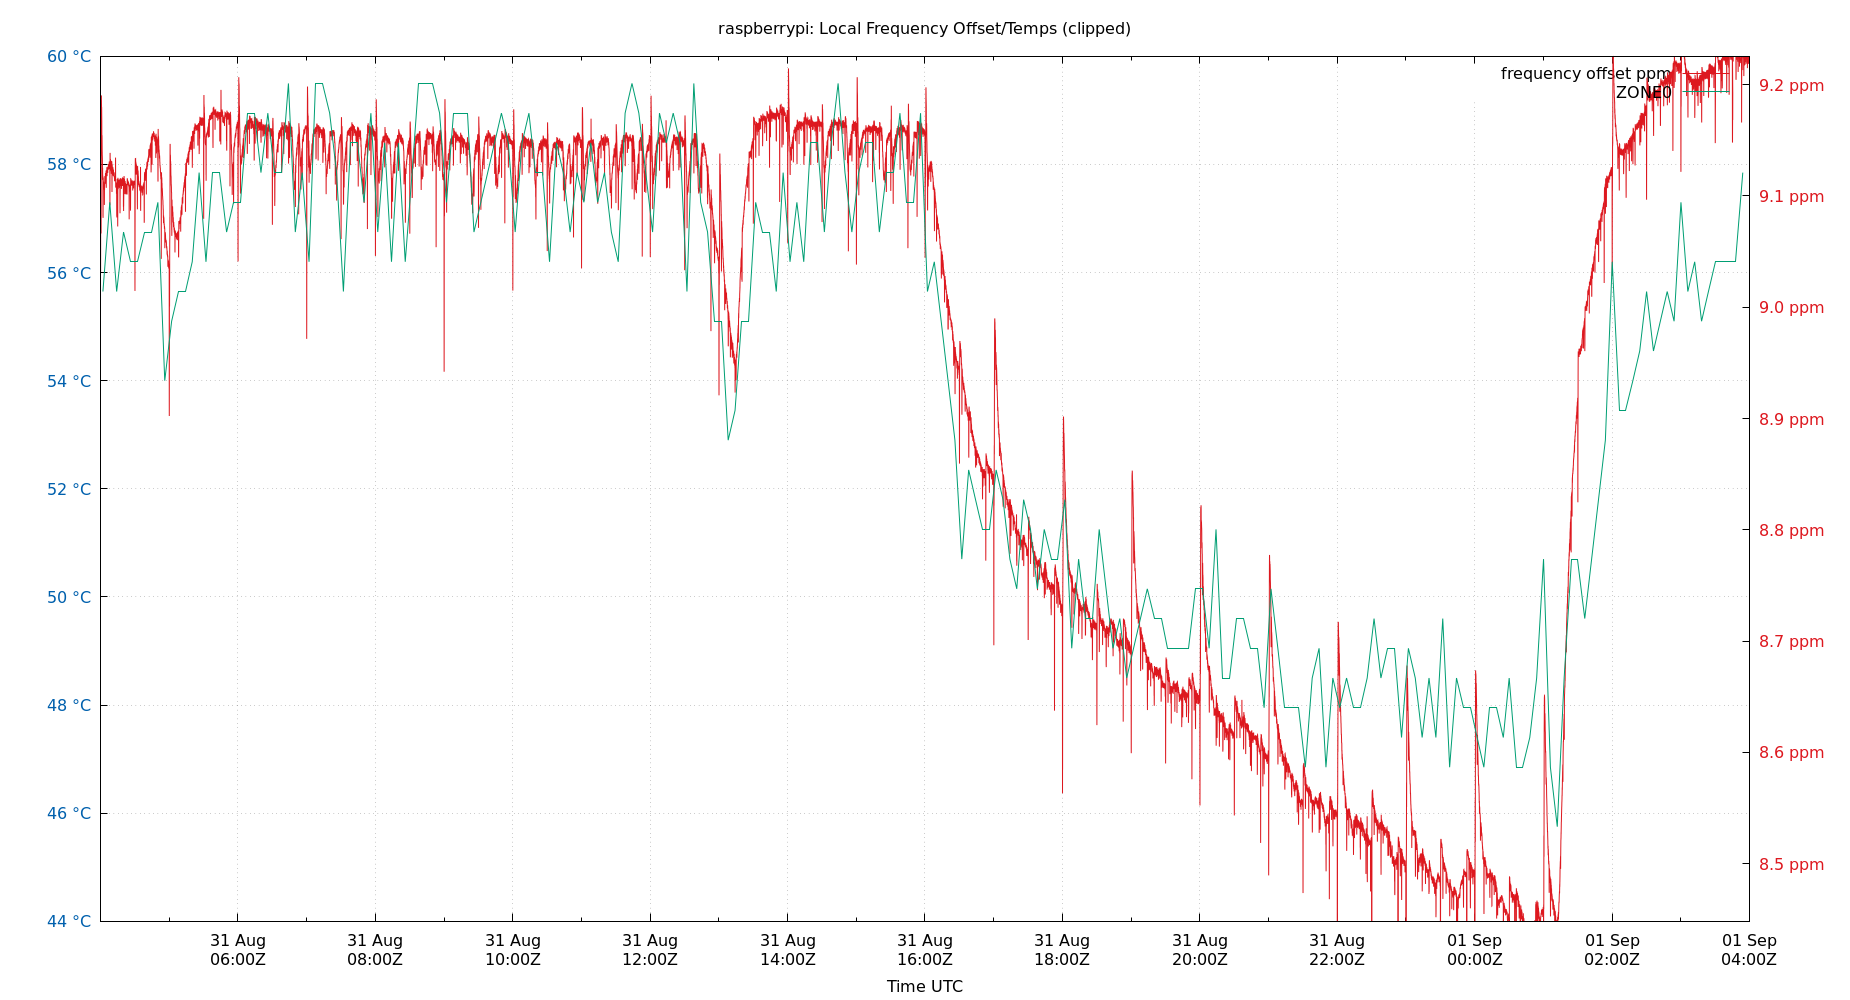 raspberrypi: Local Frequency Offset/Temps (clipped)
60 °C
58 °C
56 °C
54 °C
52 °C
50 °C
48 °C
46 °C
44 °C
frequency offset ppm
ZONE0
9.2 ppm
9.1 ppm
9.0 ppm
8.9 ppm
8.8 ppm
8.7 ppm
8.6 ppm
8.5 ppm
31 Aug 31 Aug 31 Aug 31 Aug 31 Aug 31 Aug 31 Aug 31 Aug 31 Aug 01 Sep 01 Sep 01 Sep
06:00Z 08:00Z 10:00Z 12:00Z 14:00Z 16:00Z 18:00Z 20:00Z 22:00Z 00:00Z 02:00Z 04:00Z
Time UTC